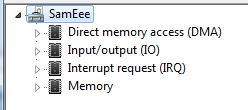 SamEee
Direct memory access (DMA)
Input/output (IO)
Interrupt request (IRQ)
Memory